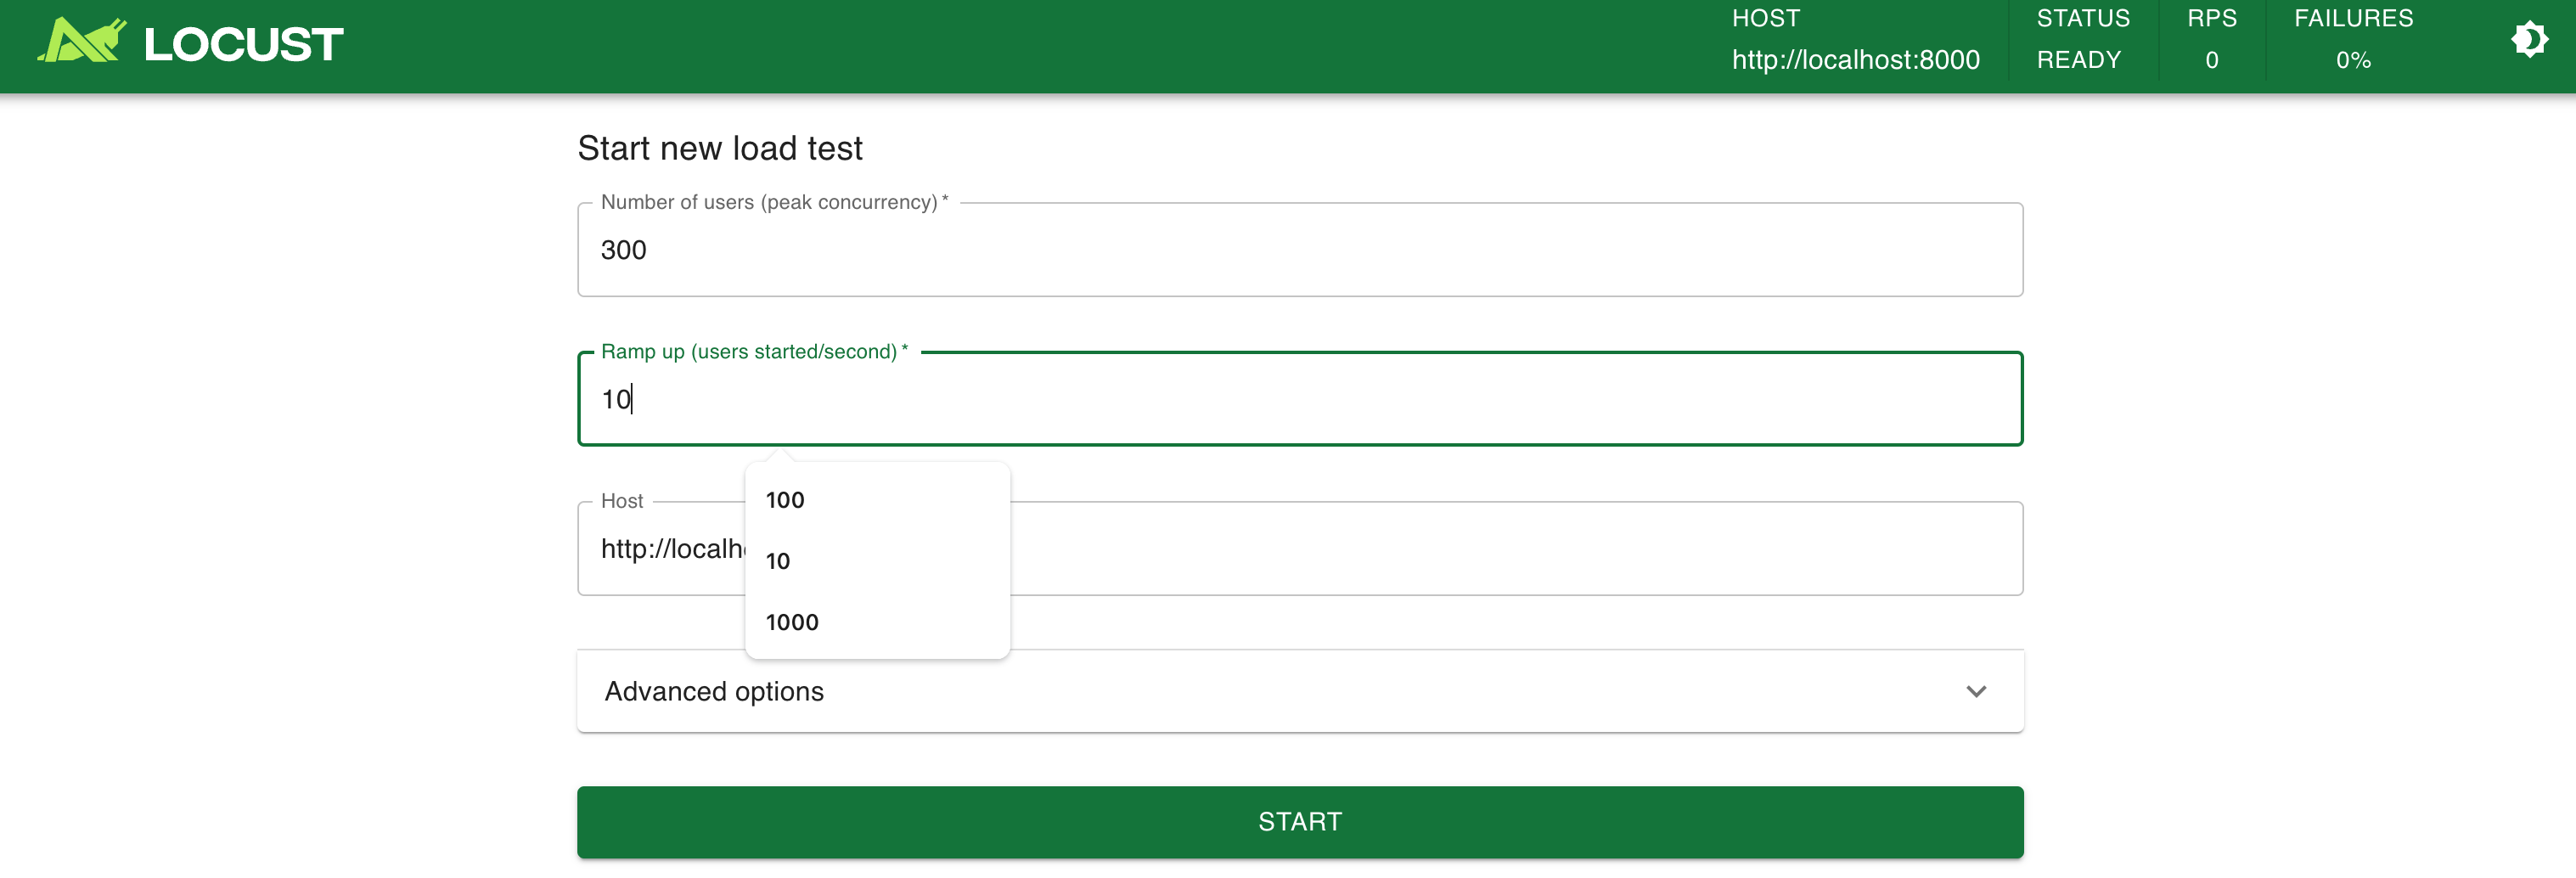 LOCUST
HOST
http://localhost:8000
STATUS
READY
RPS
0
FAILURES
0%
Start new load test
Number of users (peak concurrency) *
300
Ramp up (users started/second) *
10
100
10
1000
Host
http://localh
Advanced options
START